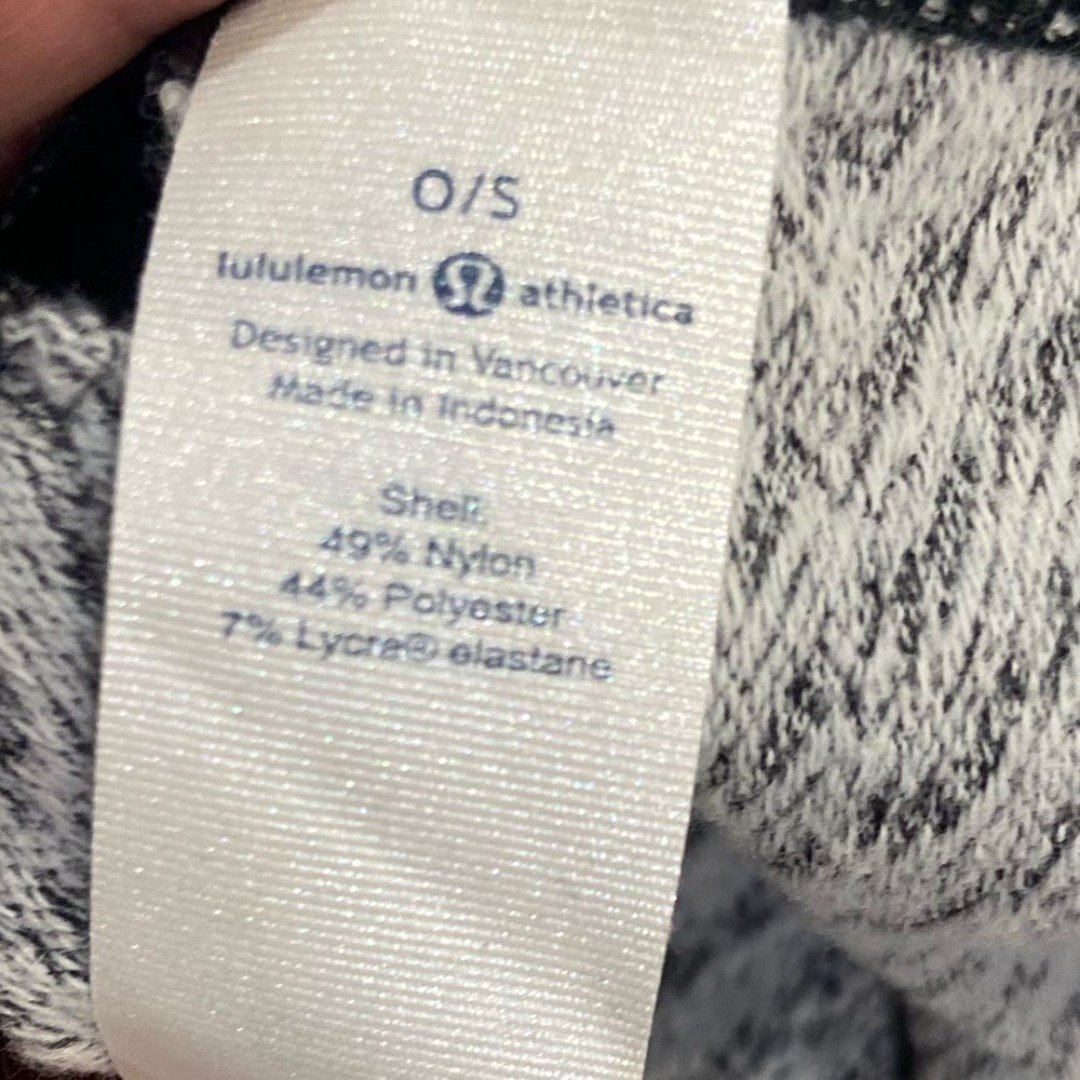 O/S
lululemon athletica
Designed in Vancouver
Made in Indonesia
Shell:
49% Nylon
44% Polyester
7% Lycra® elastane